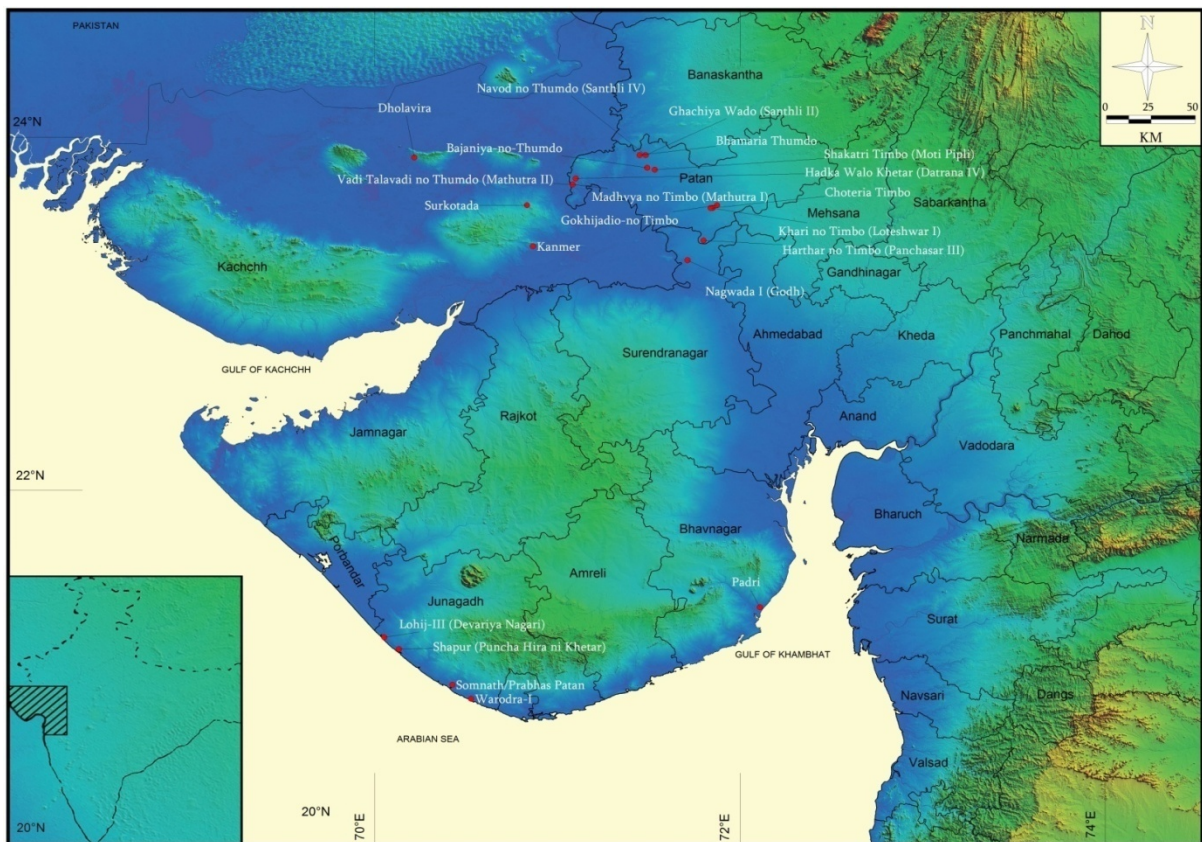 PAKISTAN
N
0 25 50
KM
Banaskantha
Navod no Thumdo (Santhli IV)
Ghachiya Wado (Santhli II)
Dholavira
24°N
Bhamaria Thumdo
Bajaniya-no-Thumdo
Shakatri Timbo (Moti Pipli)
Hadka Walo Khetar (Datrana IV)
Vadi Talavadi no Thumdo (Mathutra II)
Patan
Madhvya no Timbo (Mathutra I)
Choteria Timbo
Sabarkantha
Surkotada
Gokhijadio-no Timbo
Mehsana
Khari no Timbo (Loteshwar I)
Kanmer
Harthar no Timbo (Panchasar III)
Kachchh
Gandhinagar
Nagwada I (Godh)
Ahmedabad
Kheda
Panchmahal
Dahod
Surendranagar
GULF OF KACHCHH
Rajkot
Anand
Jamnagar
Vadodara
22°N
Bharuch
Bhavnagar
Narmada
Porbandar
Amreli
Padri
Junagadh
Surat
Lohij-III (Devariya Nagari)
Shapur (Puncha Hira ni Khetar)
GULF OF KHAMBHAT
Somnath/Prabhas Patan
Warodra-I
Navsari
Dangs
ARABIAN SEA
Valsad
20°N
20°N
70°E
72°E
74°E